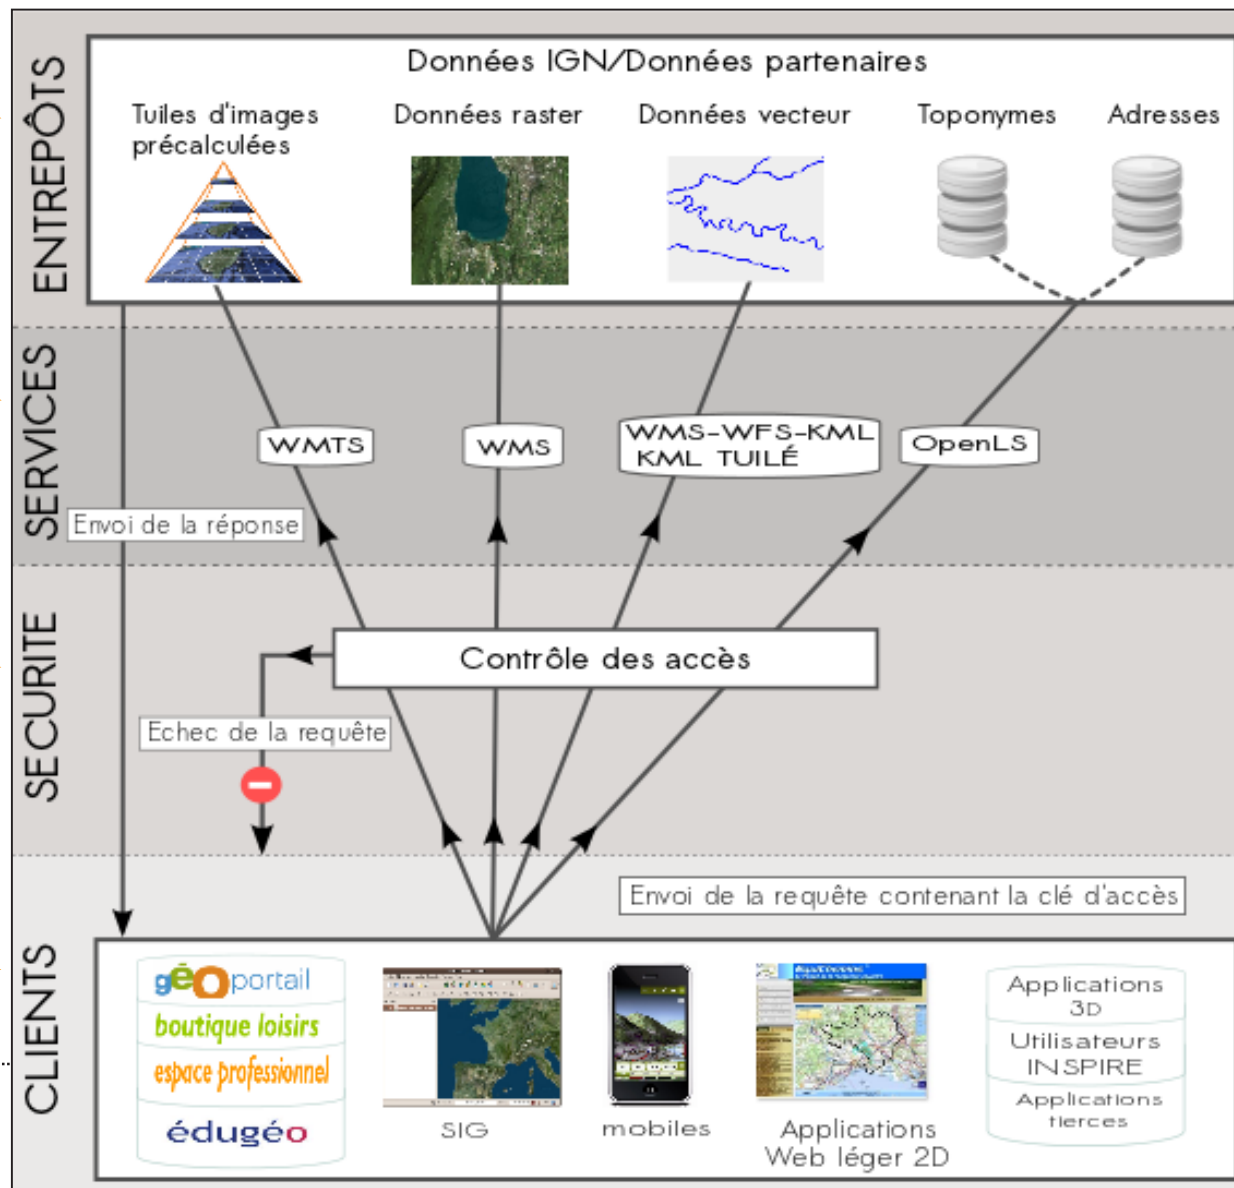 ENTREPÔTS
Données IGN/Données partenaires
Tuiles d'images
précalculées
Données raster
Données vecteur
Toponymes
Adresses
SERVICES
WMTS
WMS
WMS-WFS-KML
KML TUILÉ
OpenLS
Envoi de la réponse
SECURITE
Contrôle des accès
Echec de la requête
Envoi de la requête contenant la clé d'accès
CLIENTS
géoportail
boutique loisirs
espace professionnel
édugéo
SIG
mobiles
Applications
Web léger 2D
Applications
3D
Utilisateurs
INSPIRE
Applications
tierces